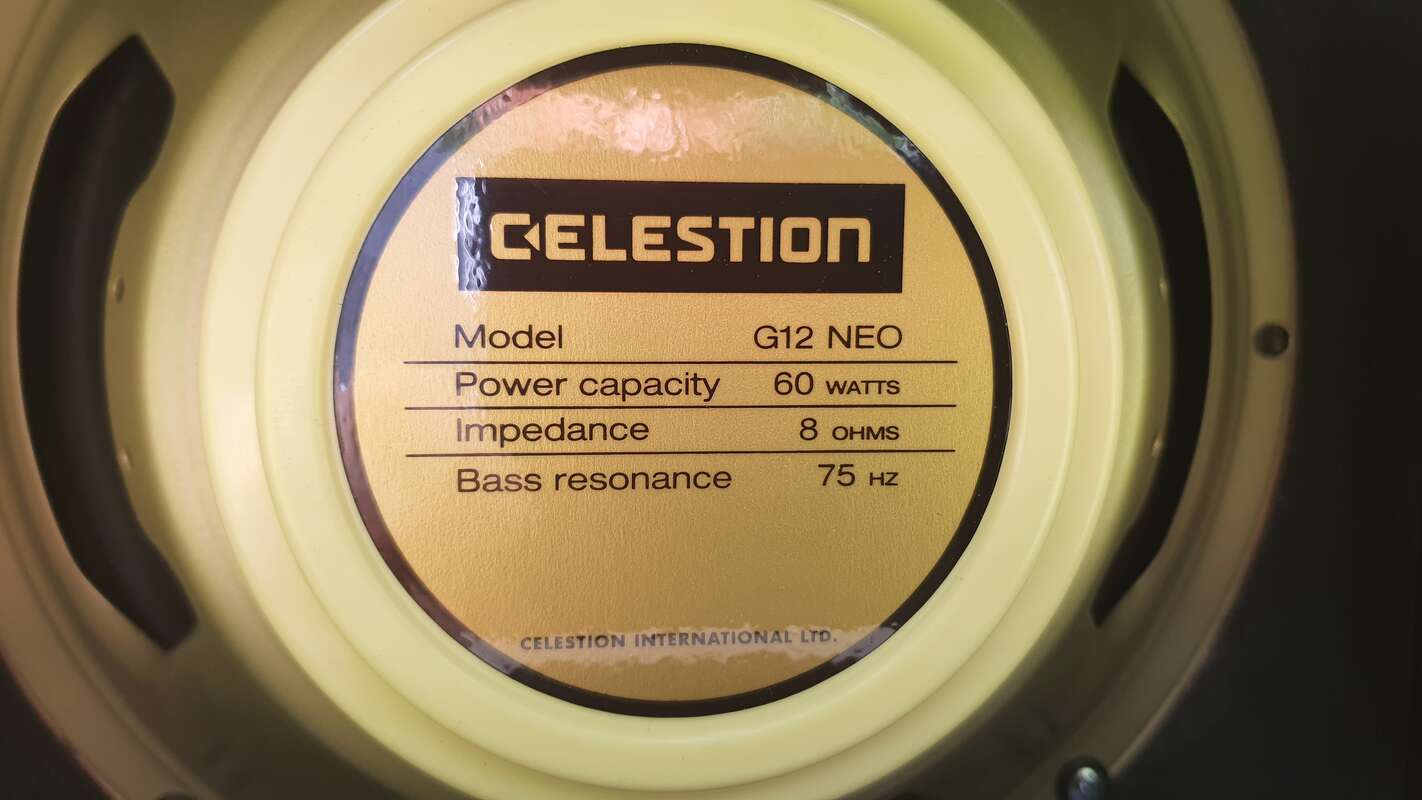 CELESTION
Model G12 NEO
Power capacity 60 WATTS
Impedance 8 OHMS
Bass resonance 75 HZ
CELESTION INTERNATIONAL LTD.